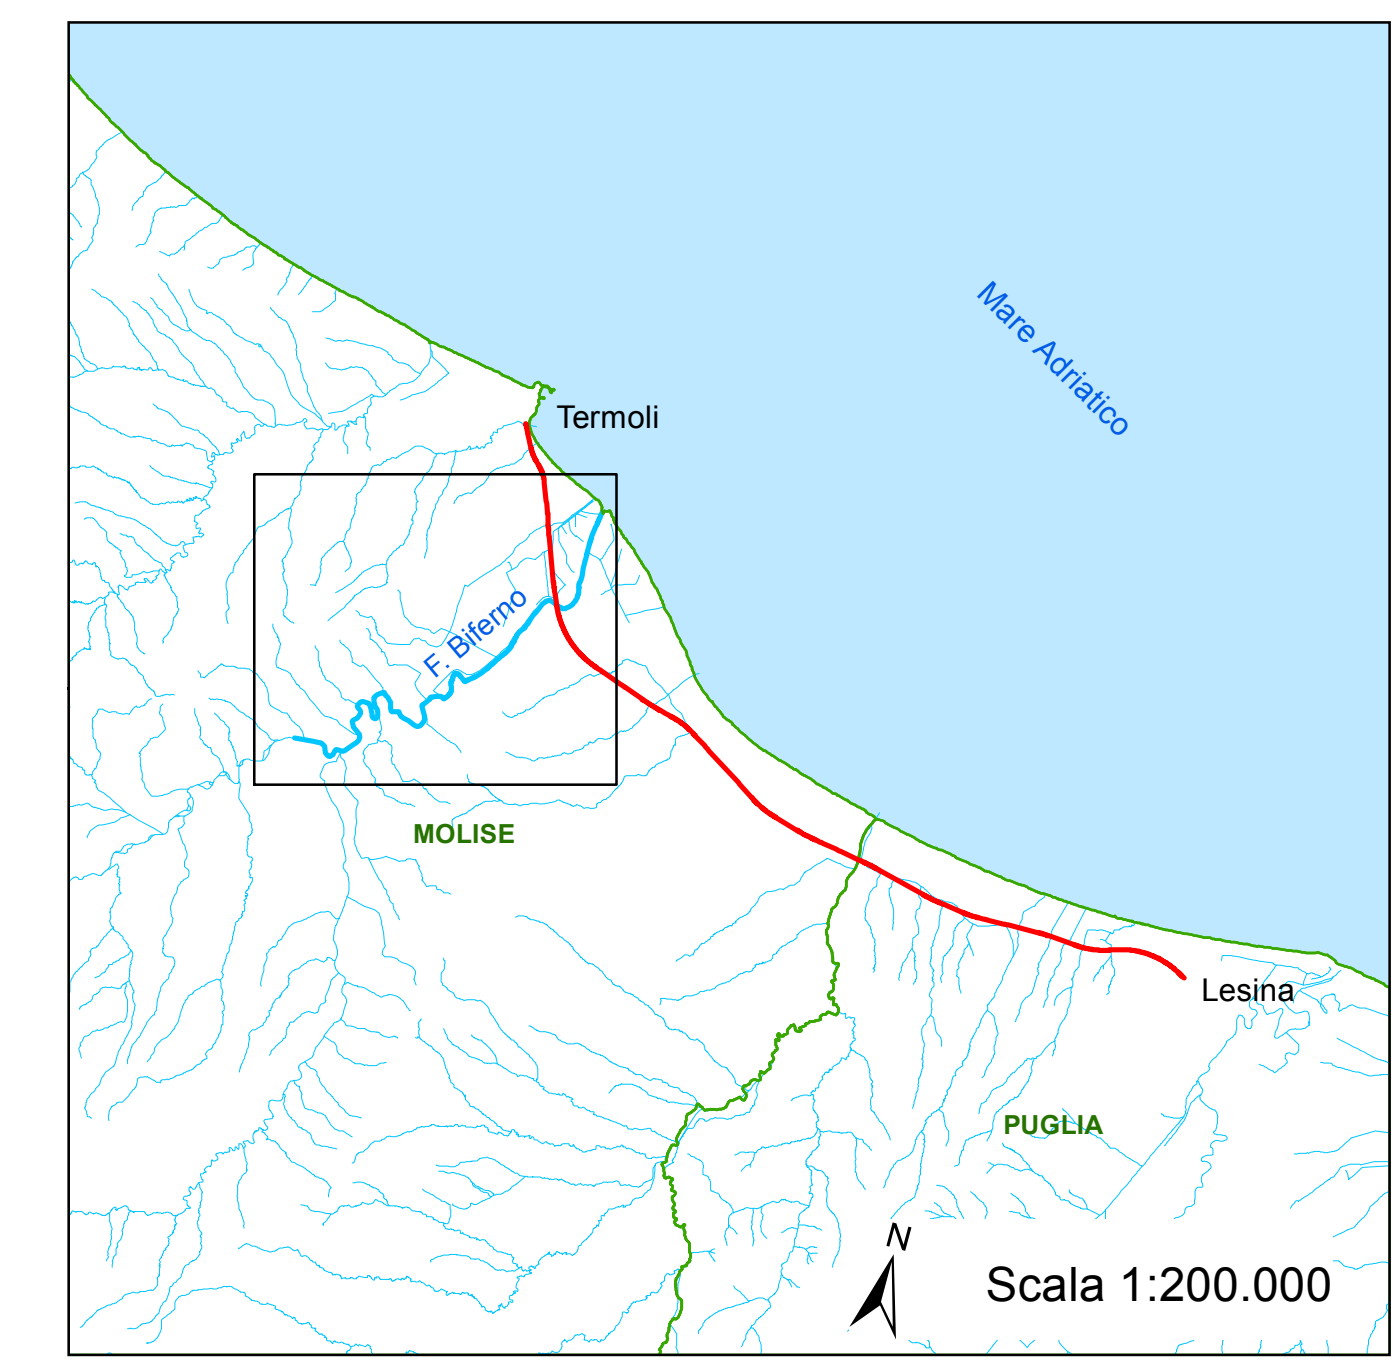 Mare Adriatico
Termoli
F. Biferno
MOLISE
Lesina
PUGLIA
N
Scala 1:200.000